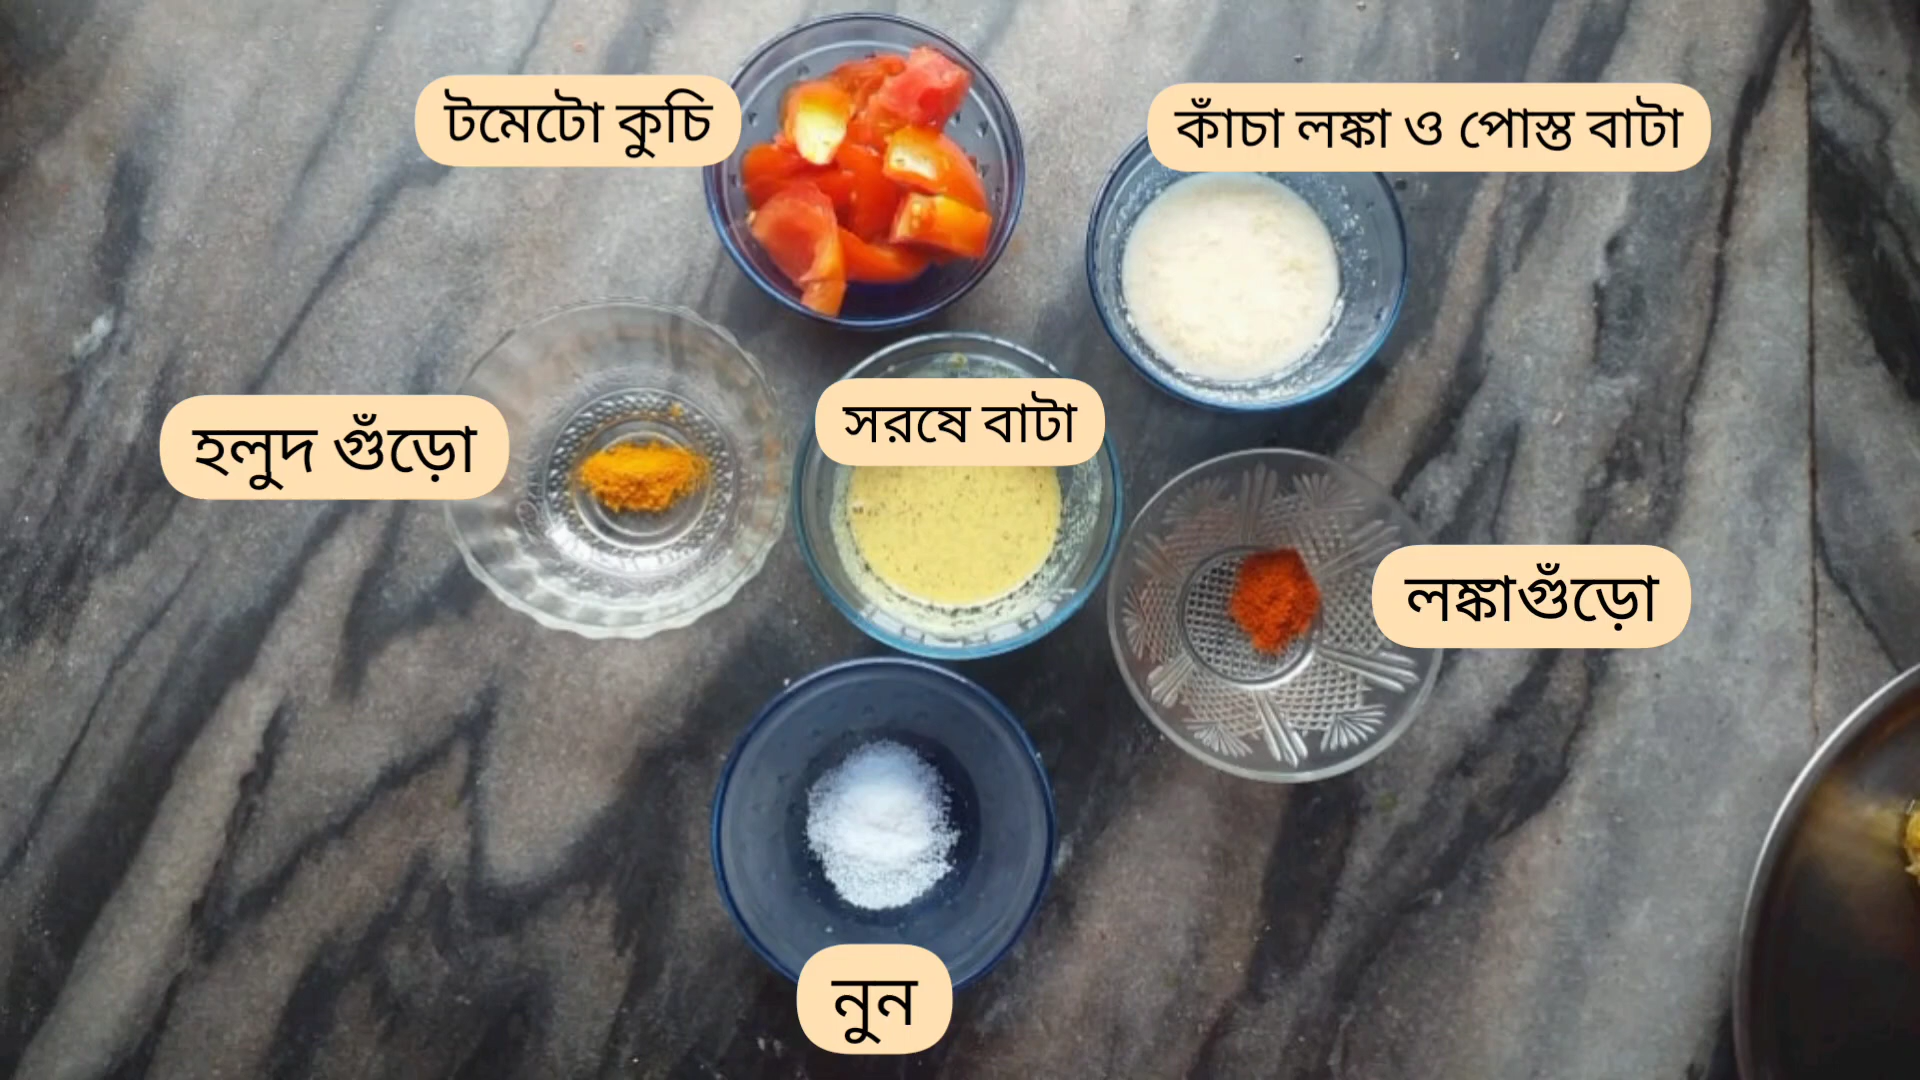 টমেটো কুচি
কাঁচা লঙ্কা ও পোস্ত বাটা
হলুদ গুঁড়ো
সরষে বাটা
লঙ্কাগুঁড়ো
নুন